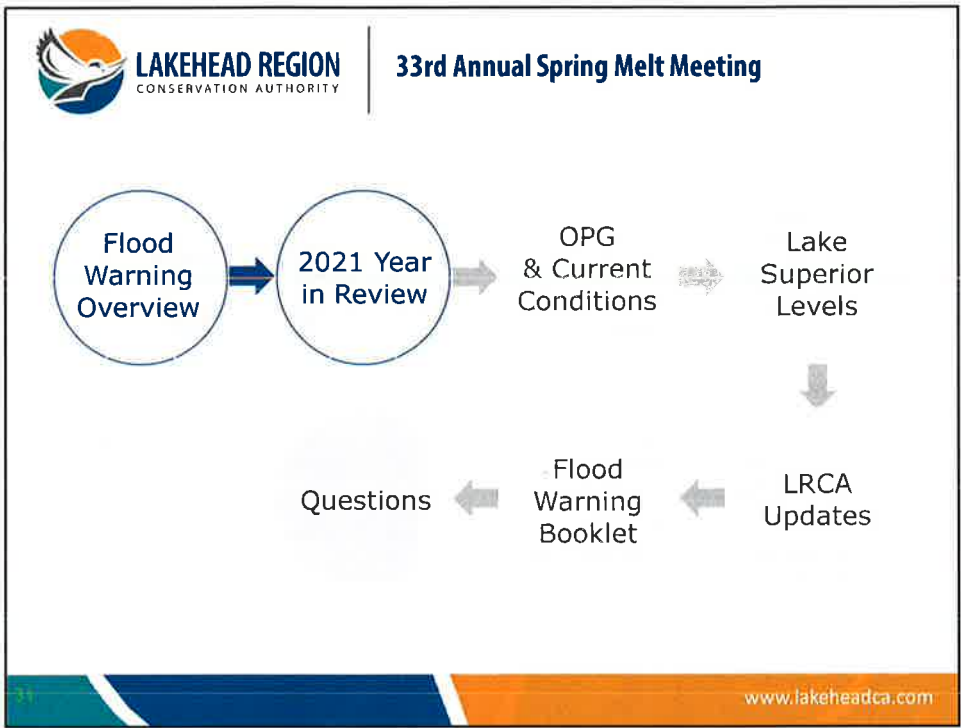 LAKEHEAD REGION
CONSERVATION AUTHORITY
33rd Annual Spring Melt Meeting
Flood
Warning
Overview
2021 Year
in Review
OPG
& Current
Conditions
Lake
Superior
Levels
LRCA
Updates
Flood
Warning
Booklet
Questions
31
www.lakeheadca.com